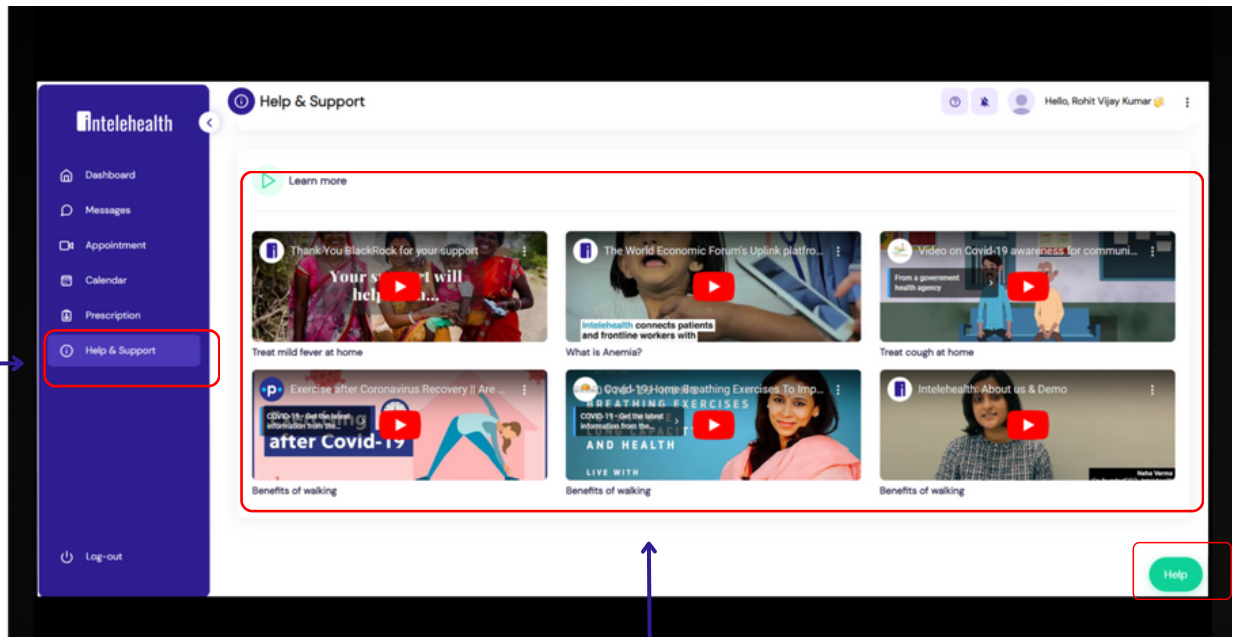 intelehealth
Help & Support
Hello, Rohit Vijay Kumar 👋
Dashboard
Messages
Appointment
Calendar
Prescription
Help & Support
Log-out
Learn more
Thank You BlackRock for your support
Your will
Treat mild fever at home
The World Economic Forum's Uplink platfro...
Intelehealth connects patients
and frontline workers with
What is Anemia?
Video on Covid-19 awareness for communi...
From a government
health agency
Treat cough at home
Exercise after Coronavirus Recovery || Are ...
COVID-19 - Get the latest
information from the...
after Covid-19
Benefits of walking
Covid-19 Home Breathing Exercises To Imp...
BREATHING EXERCISES
COVID-19 - Get the latest
information from the...
AND HEALTH
LIVE WITH
Benefits of walking
Intelehealth: About us & Demo
Neha Verma
Benefits of walking
Help